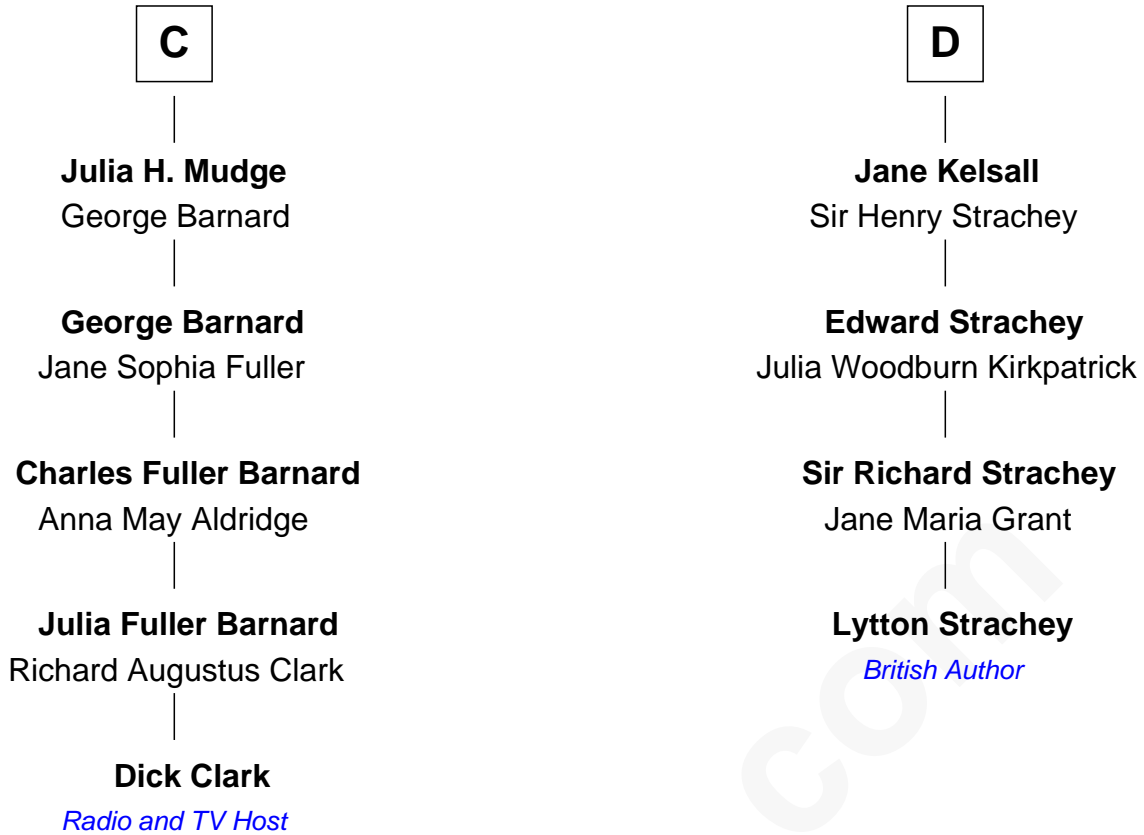 C
Julia H. Mudge
George Barnard
George Barnard
Jane Sophia Fuller
Charles Fuller Barnard
Anna May Aldridge
Julia Fuller Barnard
Richard Augustus Clark
Dick Clark
Radio and TV Host
D
Jane Kelsall
Sir Henry Strachey
Edward Strachey
Julia Woodburn Kirkpatrick
Sir Richard Strachey
Jane Maria Grant
Lytton Strachey
British Author
com